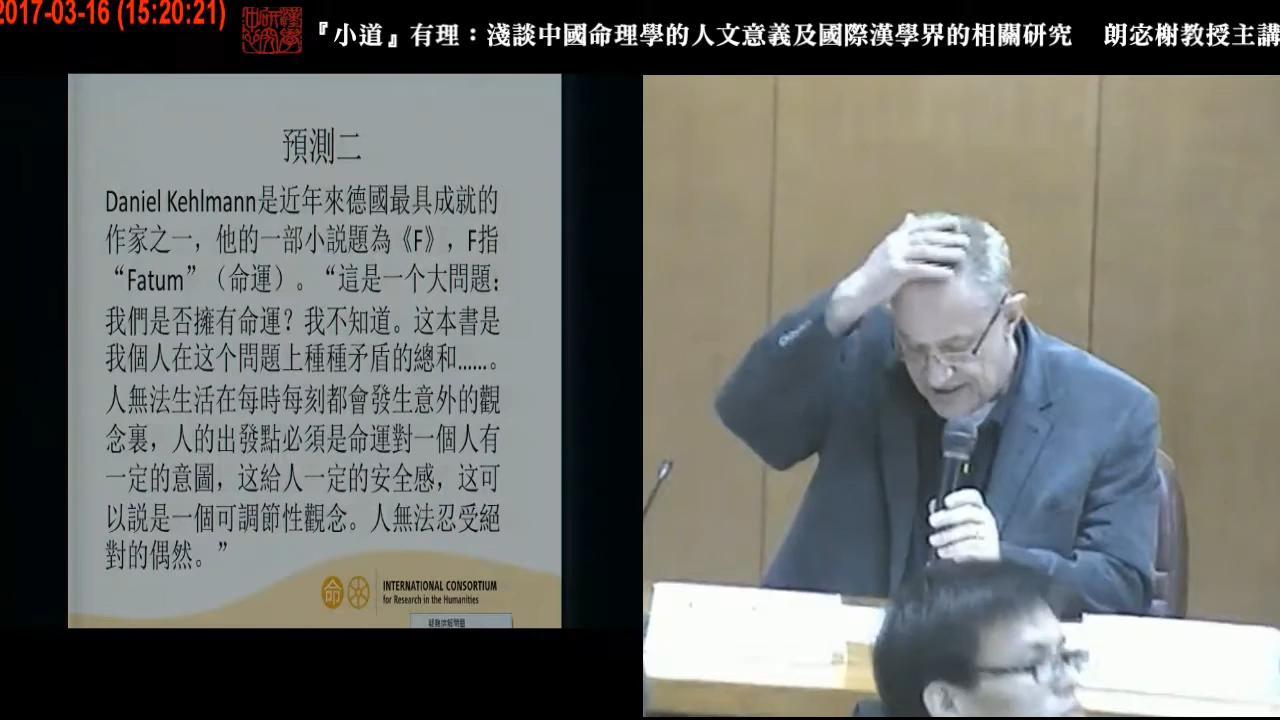 2017-03-16 (15:20:21)
『小道』有理：淺談中國命理學的人文意義及國際漢學界的相關研究　朗宓榭教授主講
預測二
Daniel Kehlmann是近年來德國最具成就的
作家之一，他的一部小説題為《F》，F指
“Fatum”（命運）。“這是一个大問題:
我們是否擁有命運？我不知道。这本書是
我個人在这个問題上種種矛盾的總和……。
人無法生活在每時每刻都會發生意外的觀
念裏，人的出發點必須是命運對一個人有
一定的意圖，这給人一定的安全感，这可
以説是一個可調節性觀念。人無法忍受絕
對的偶然。”
命
INTERNATIONAL CONSORTIUM
for Research in the Humanities